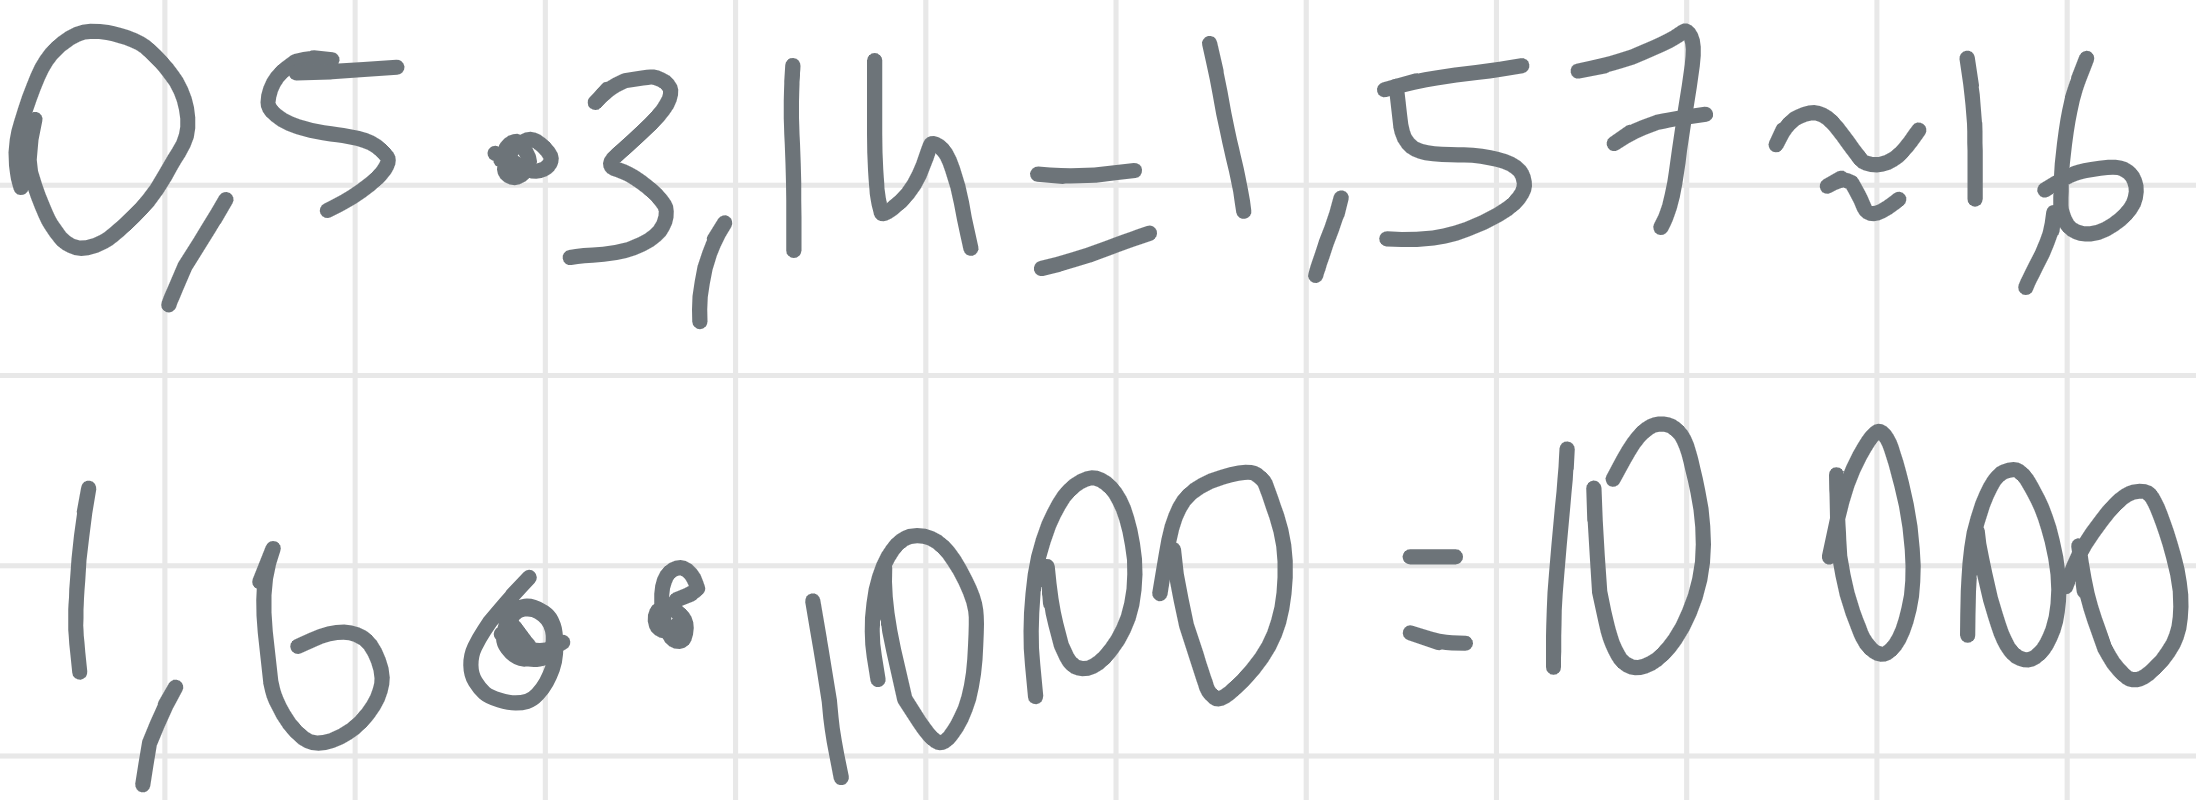 0,5 • 3,14 = 1,57 ≈ 1,6
1,6 • 1000 = 10 000